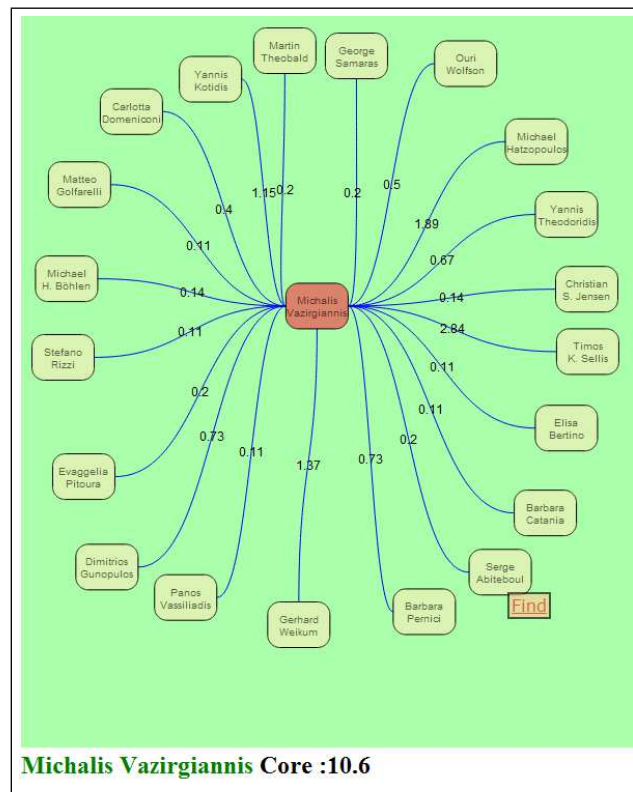 Martin
Theobald
George
Samaras
Ouri
Wolfson
Yannis
Kotidis
Carlotta
Domeniconi
Michael
Hatzopoulos
Matteo
Golfarelli
Yannis
Theodoridis
Michael
H. Böhlen
Christian
S. Jensen
Stefano
Rizzi
Timos
K. Sellis
Michalis
Vazirgiannis
Evaggelia
Pitoura
Elisa
Bertino
Barbara
Catania
Dimitrios
Gunopulos
Serge
Abiteboul
Panos
Vassiliadis
Gerhard
Weikum
Barbara
Pernici
Find
1.15
0.2
0.2
0.5
0.4
1.89
0.11
0.67
0.14
0.14
0.11
2.84
0.11
0.2
0.11
0.73
0.2
0.11
1.37
0.73
Michalis Vazirgiannis Core :10.6